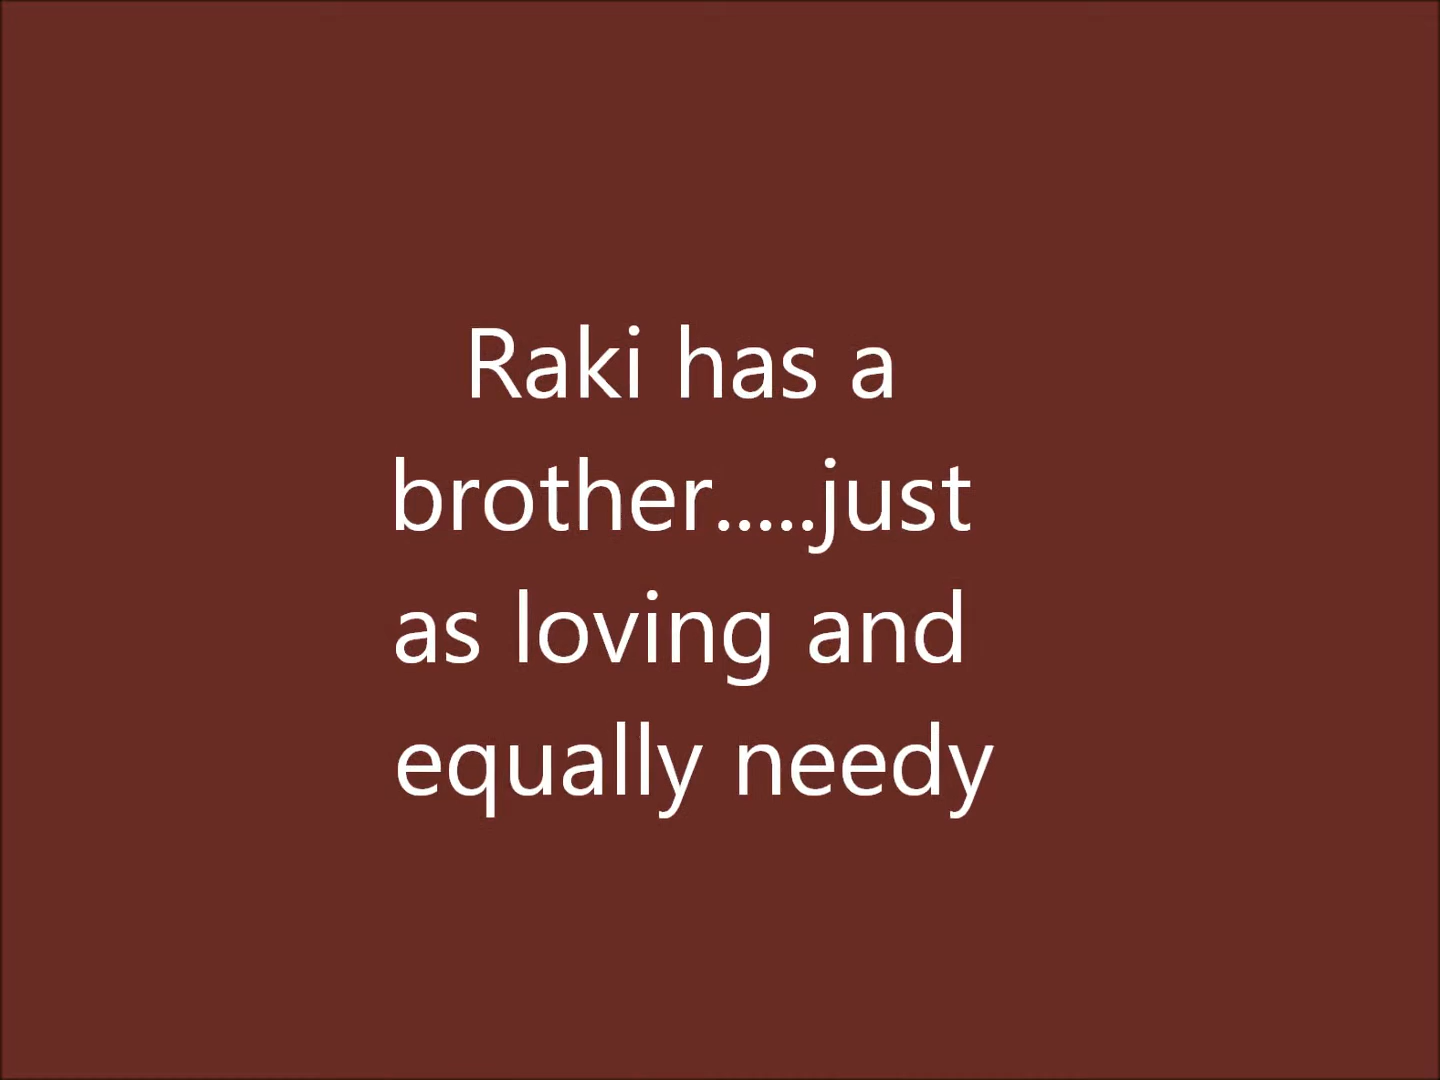 Raki has a
brother.....just
as loving and
equally needy